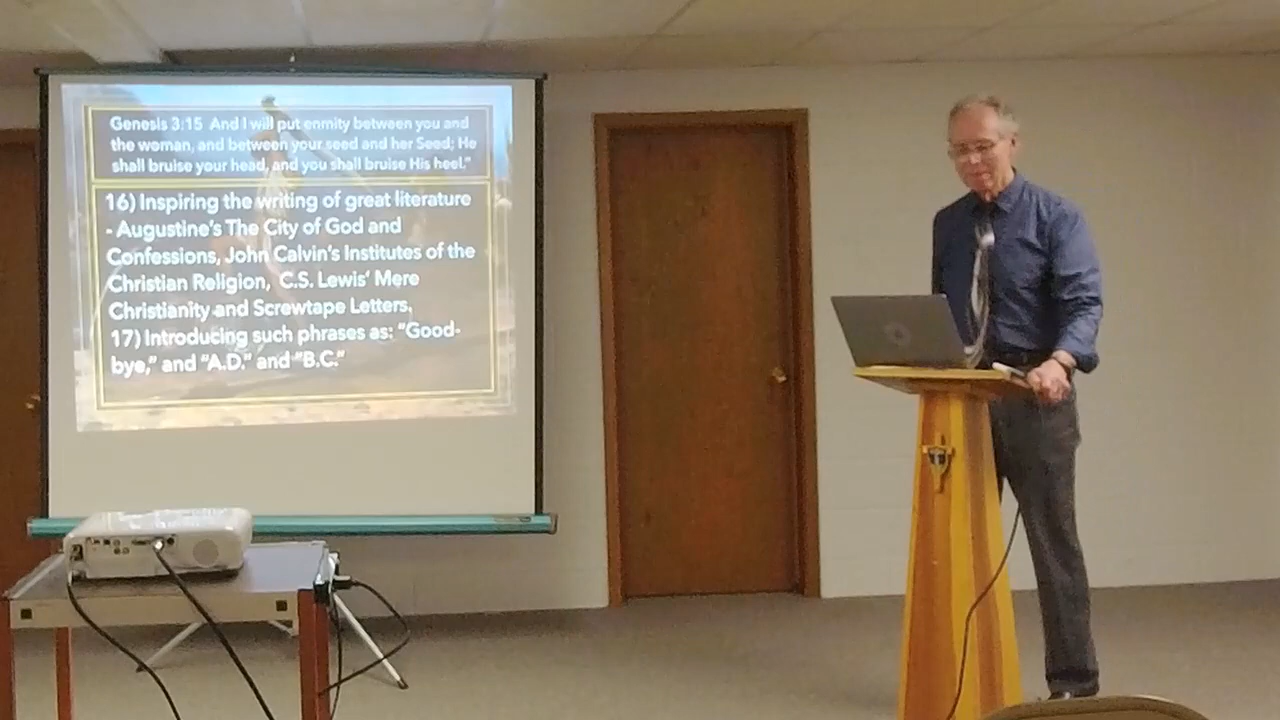 Genesis 3:15 And I will put enmity between you and
the woman, and between your seed and her Seed; He
shall bruise your head, and you shall bruise His heel."
16) Inspiring the writing of great literature
- Augustine's The City of God and
Confessions, John Calvin's Institutes of the
Christian Religion, C.S. Lewis' Mere
Christianity and Screwtape Letters.
17) Introducing such phrases as: "Good-
bye," and "A.D." and "B.C."